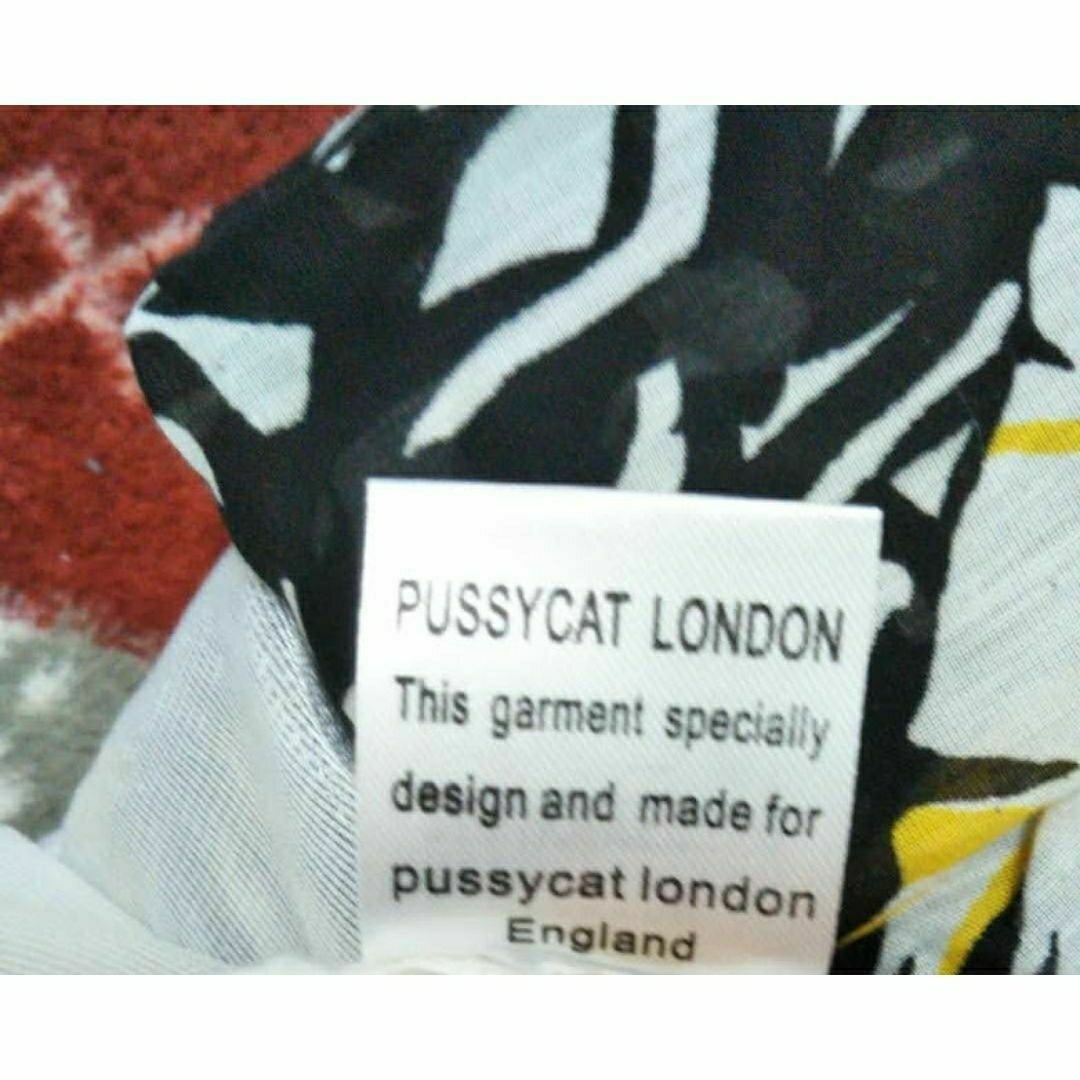 PUSSYCAT LONDON
This garment specially
design and made for
pussycat london
England